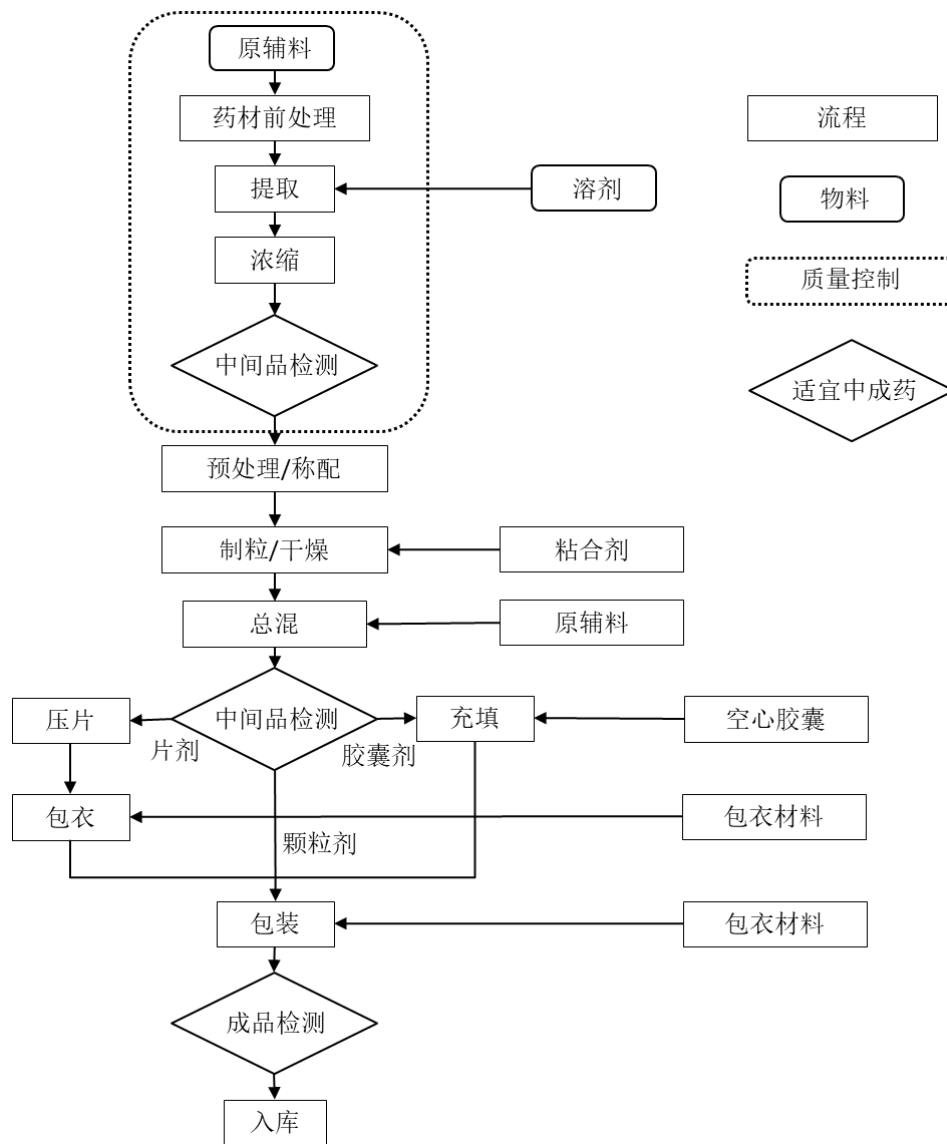 原辅料
药材前处理
流程
提取
溶剂
物料
浓缩
质量控制
中间品检测
适宜中成药
预处理/称配
制粒/干燥
粘合剂
总混
原辅料
压片
中间品检测
充填
空心胶囊
片剂
胶囊剂
包衣
包衣材料
颗粒剂
包装
包衣材料
成品检测
入库